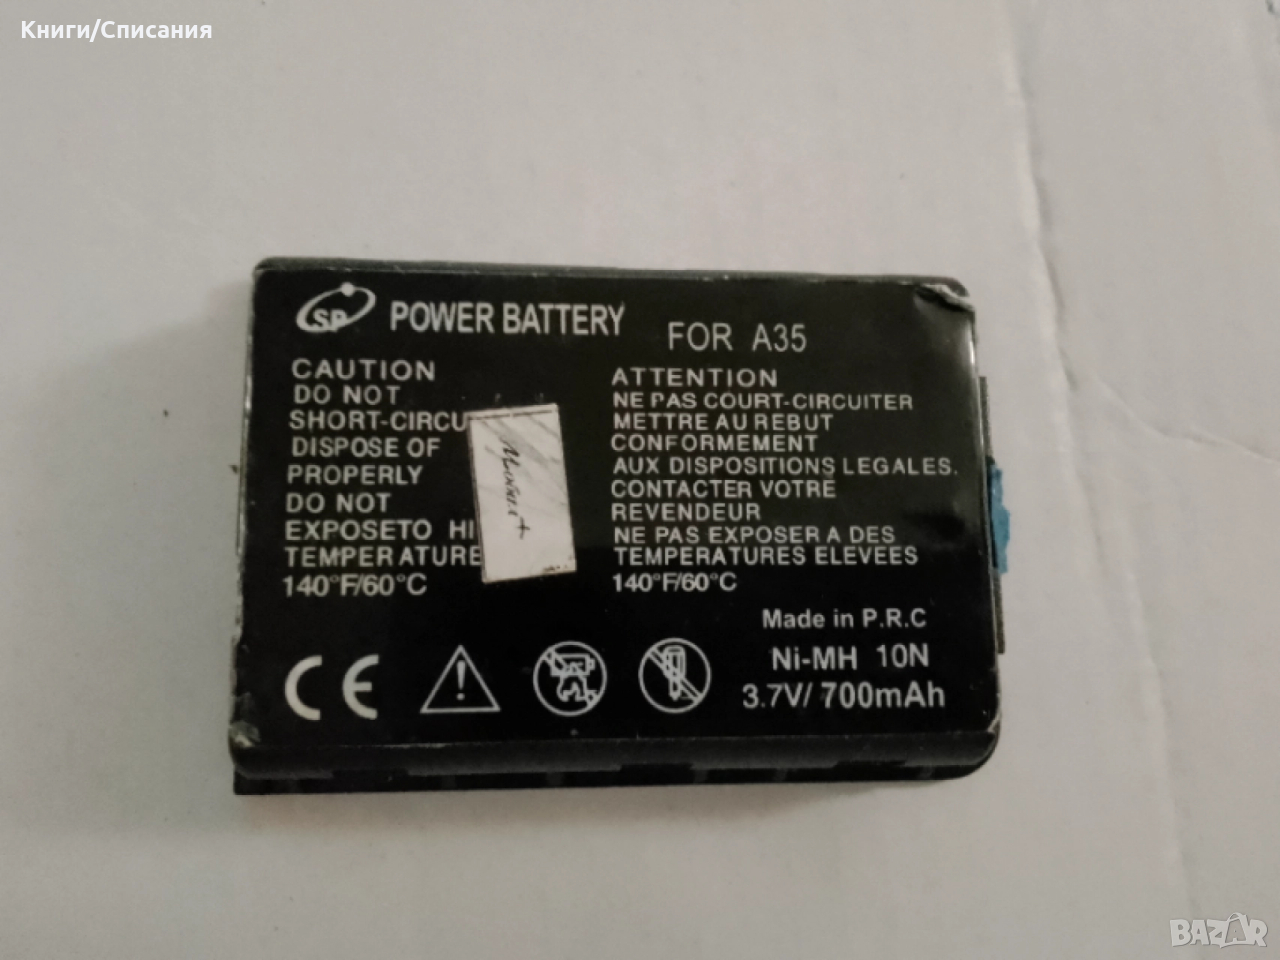 Книги/Списания
SP POWER BATTERY FOR A35
CAUTION
DO NOT
SHORT-CIRCU
DISPOSE OF
PROPERLY
DO NOT
EXPOSETO HI
TEMPERATURE
140°F/60°C
ATTENTION
NE PAS COURT-CIRCUITER
METTRE AU REBUT
CONFORMEMENT
AUX DISPOSITIONS LEGALES.
CONTACTER VOTRE
REVENDEUR
NE PAS EXPOSER A DES
TEMPERATURES ELEVEES
140°F/60°C
Made in P.R.C
Ni-MH 10N
3.7V/ 700mAh
CE
BAZAR